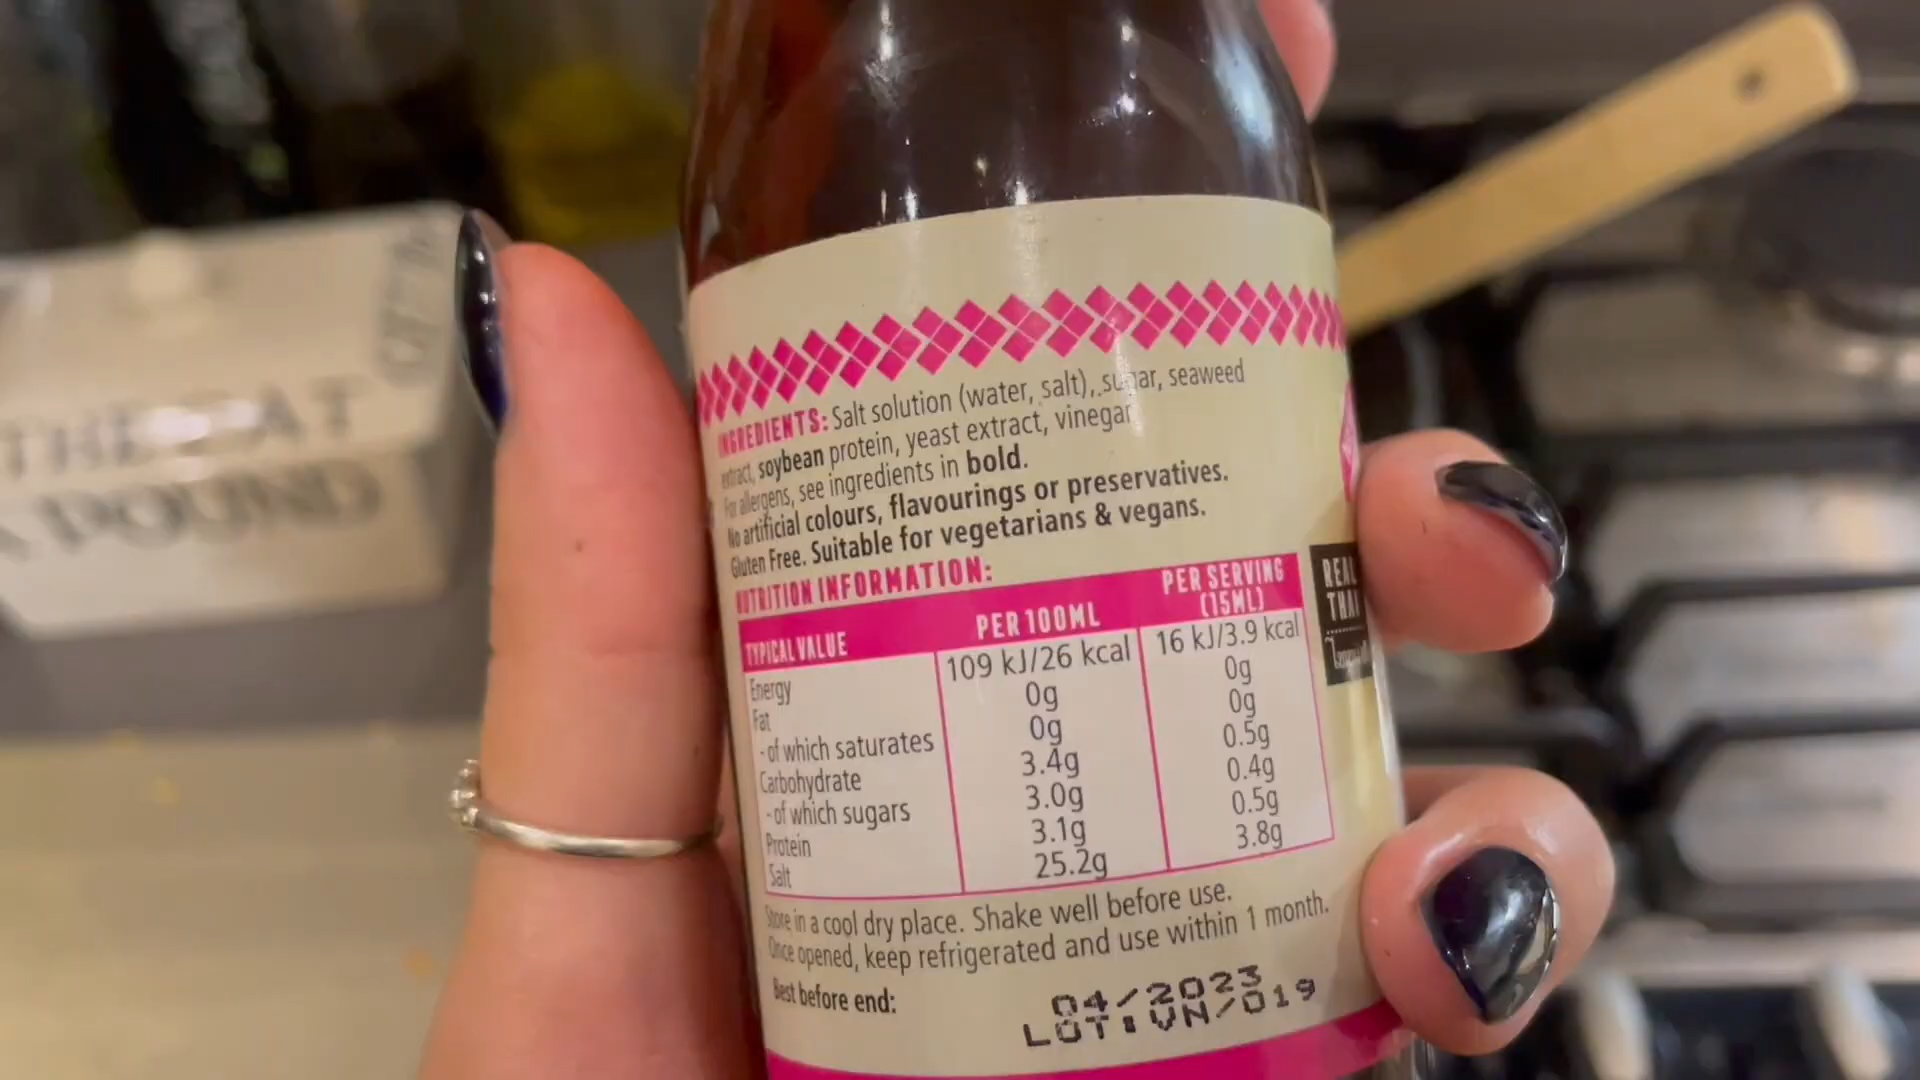 INGREDIENTS: Salt solution (water, salt), sugar, seaweed
extract, soybean protein, yeast extract, vinegar
For allergens, see ingredients in bold.
No artificial colours, flavourings or preservatives.
Gluten Free. Suitable for vegetarians & vegans.
NUTRITION INFORMATION:
TYPICAL VALUE PER 100ML PER SERVING (15ML)
Energy 109 kJ/26 kcal 16 kJ/3.9 kcal
Fat 0g 0g
- of which saturates 0g 0g
Carbohydrate 3.4g 0.5g
- of which sugars 3.0g 0.4g
Protein 3.1g 0.5g
Salt 25.2g 3.8g
Store in a cool dry place. Shake well before use.
Once opened, keep refrigerated and use within 1 month.
Best before end: 04/2023
LOT:VN/019
REAL
THAI
THE OAT
POUND